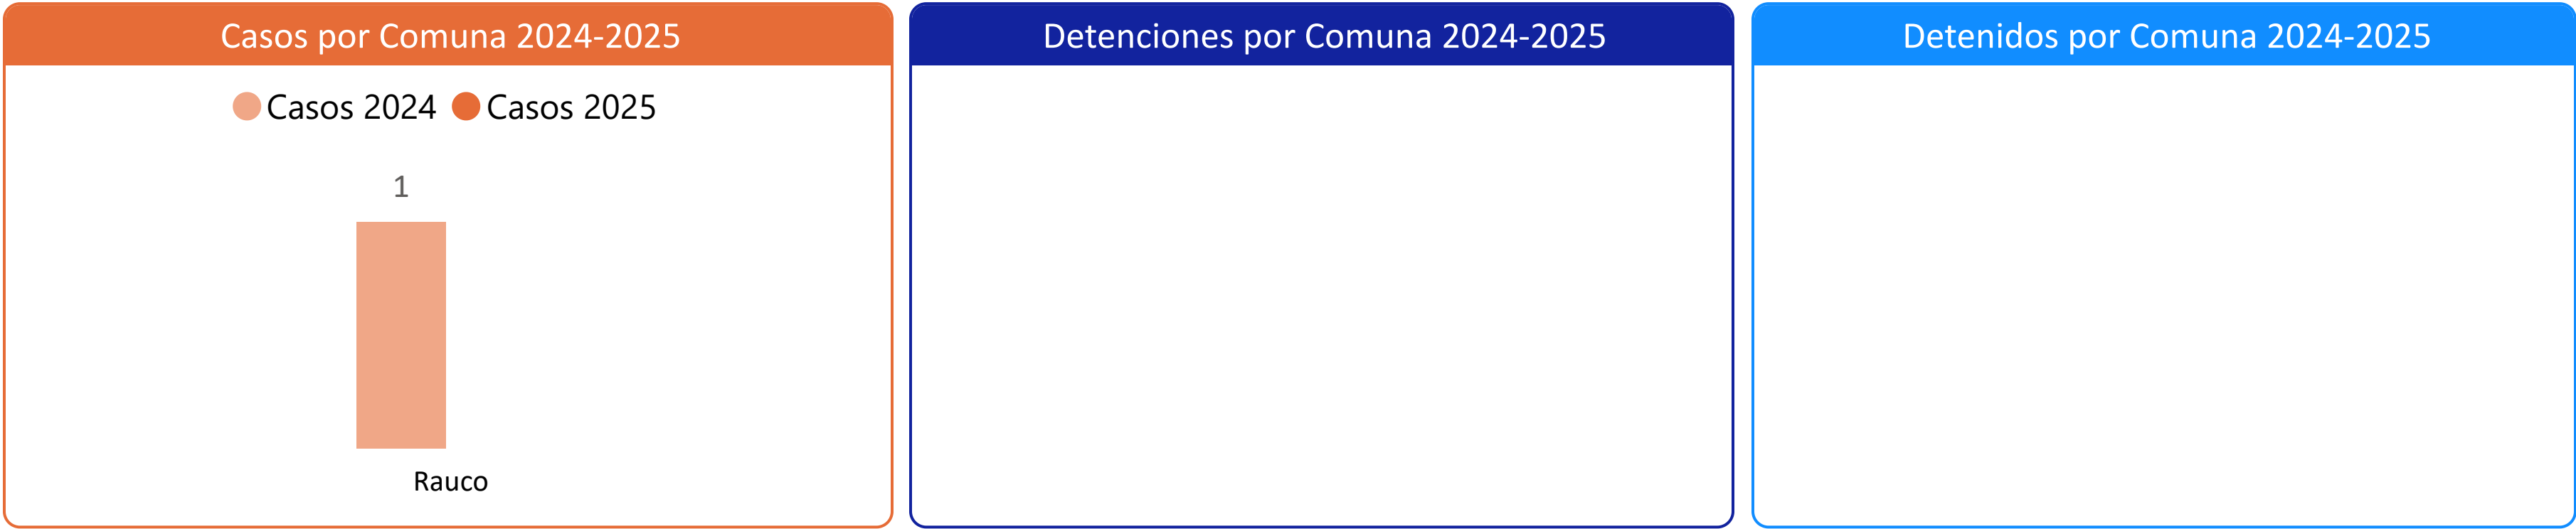 Casos por Comuna 2024-2025
Casos 2024 Casos 2025
1
Rauco
Detenciones por Comuna 2024-2025
Detenidos por Comuna 2024-2025